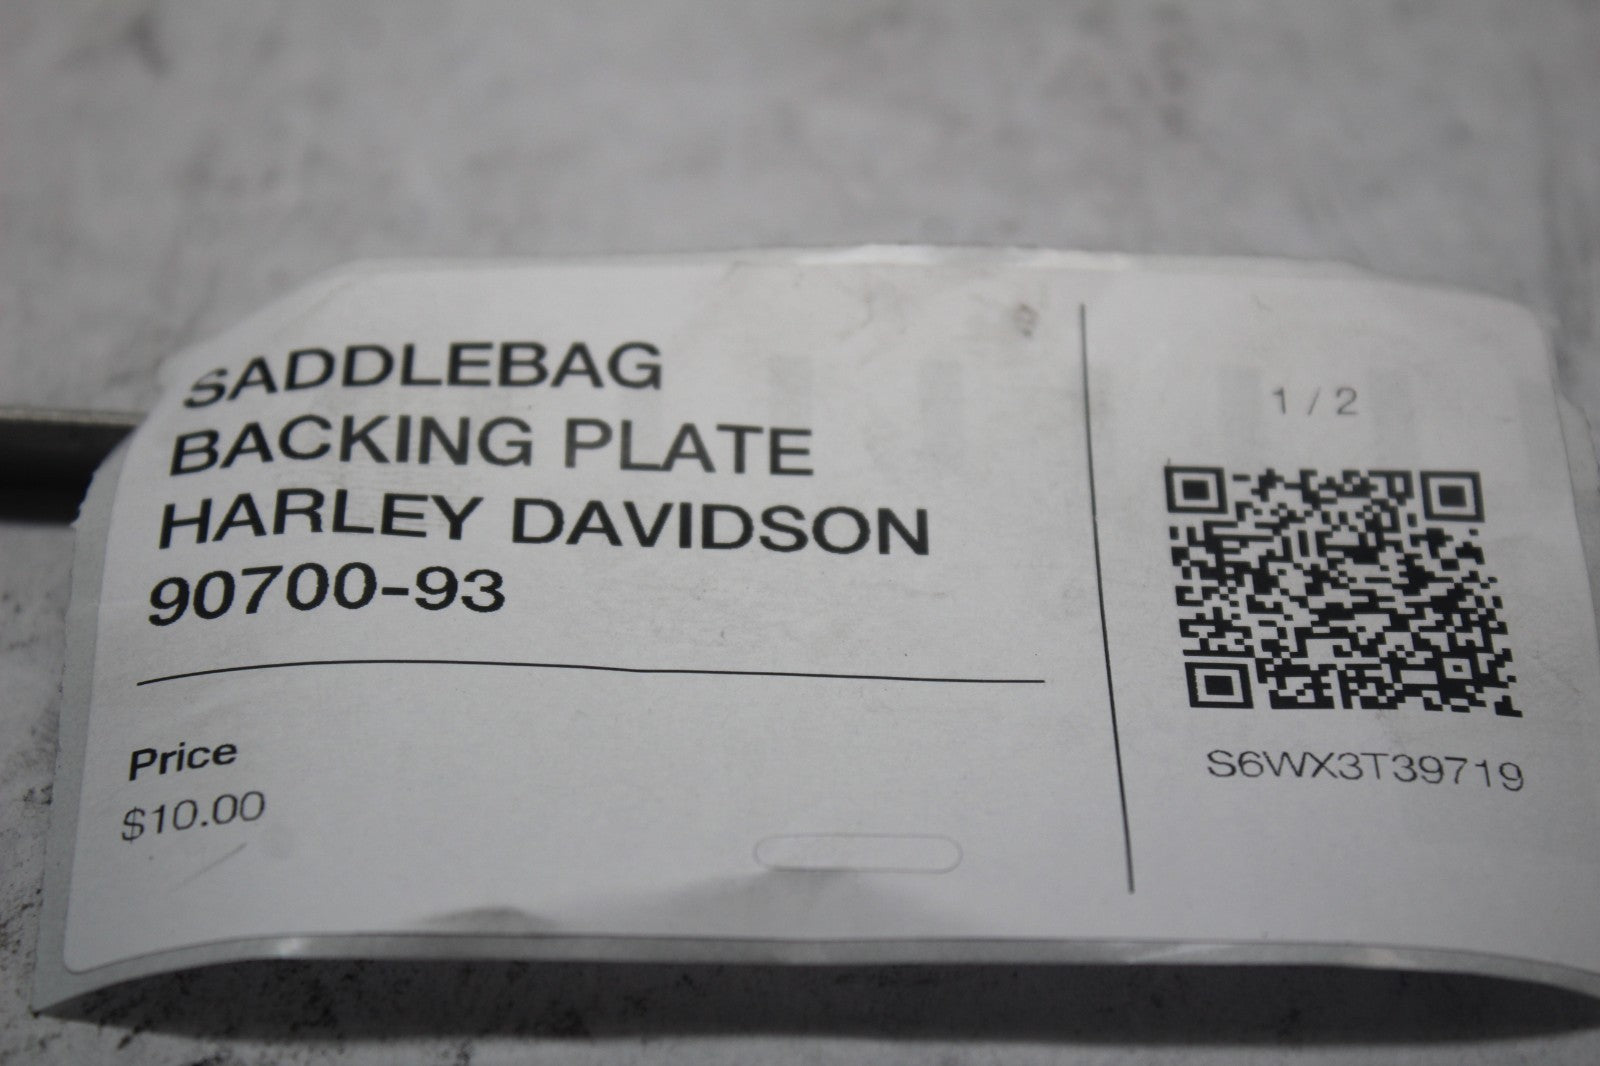 SADDLEBAG
BACKING PLATE
HARLEY DAVIDSON
90700-93
Price
$10.00
1 / 2
S6WX3T39719